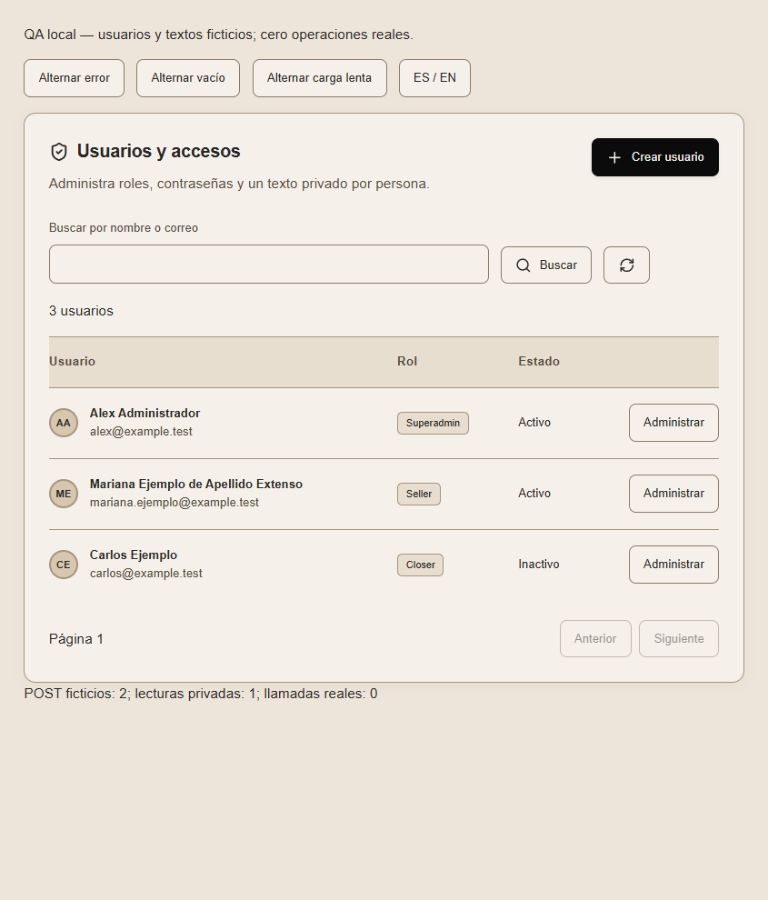 QA local — usuarios y textos ficticios; cero operaciones reales.
Alternar error
Alternar vacío
Alternar carga lenta
ES / EN
Usuarios y accesos
Crear usuario
Administra roles, contraseñas y un texto privado por persona.
Buscar por nombre o correo
Buscar
3 usuarios
Usuario Rol Estado
AA Alex Administrador
alex@example.test
Superadmin
Activo
Administrar
ME Mariana Ejemplo de Apellido Extenso
mariana.ejemplo@example.test
Seller
Activo
Administrar
CE Carlos Ejemplo
carlos@example.test
Closer
Inactivo
Administrar
Página 1
Anterior
Siguiente
POST ficticios: 2; lecturas privadas: 1; llamadas reales: 0